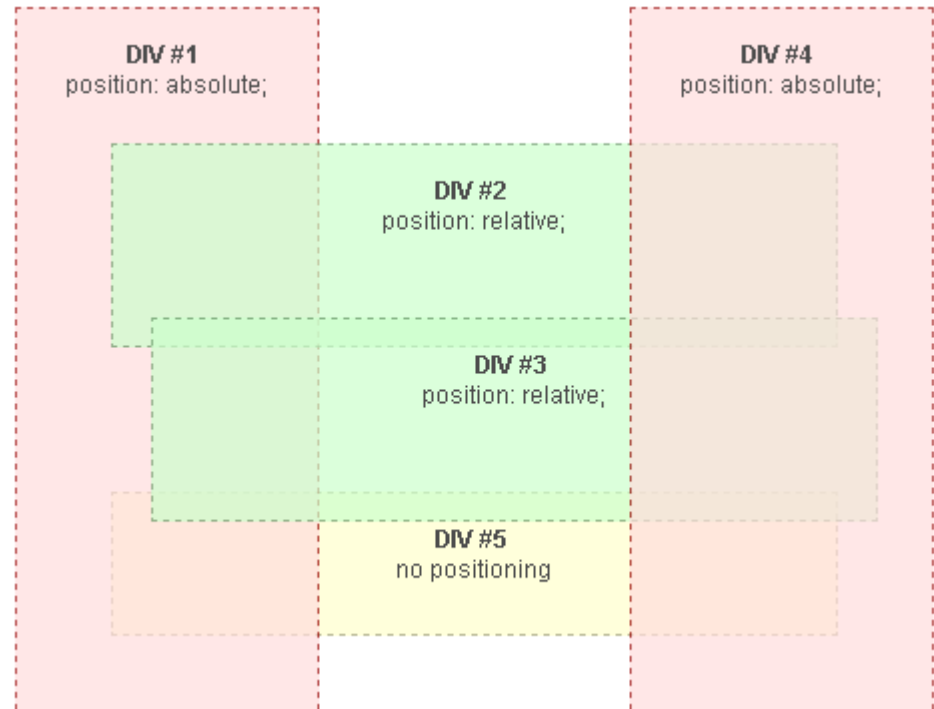 DIV #1
position: absolute;
DIV #4
position: absolute;
DIV #2
position: relative;
DIV #3
position: relative;
DIV #5
no positioning